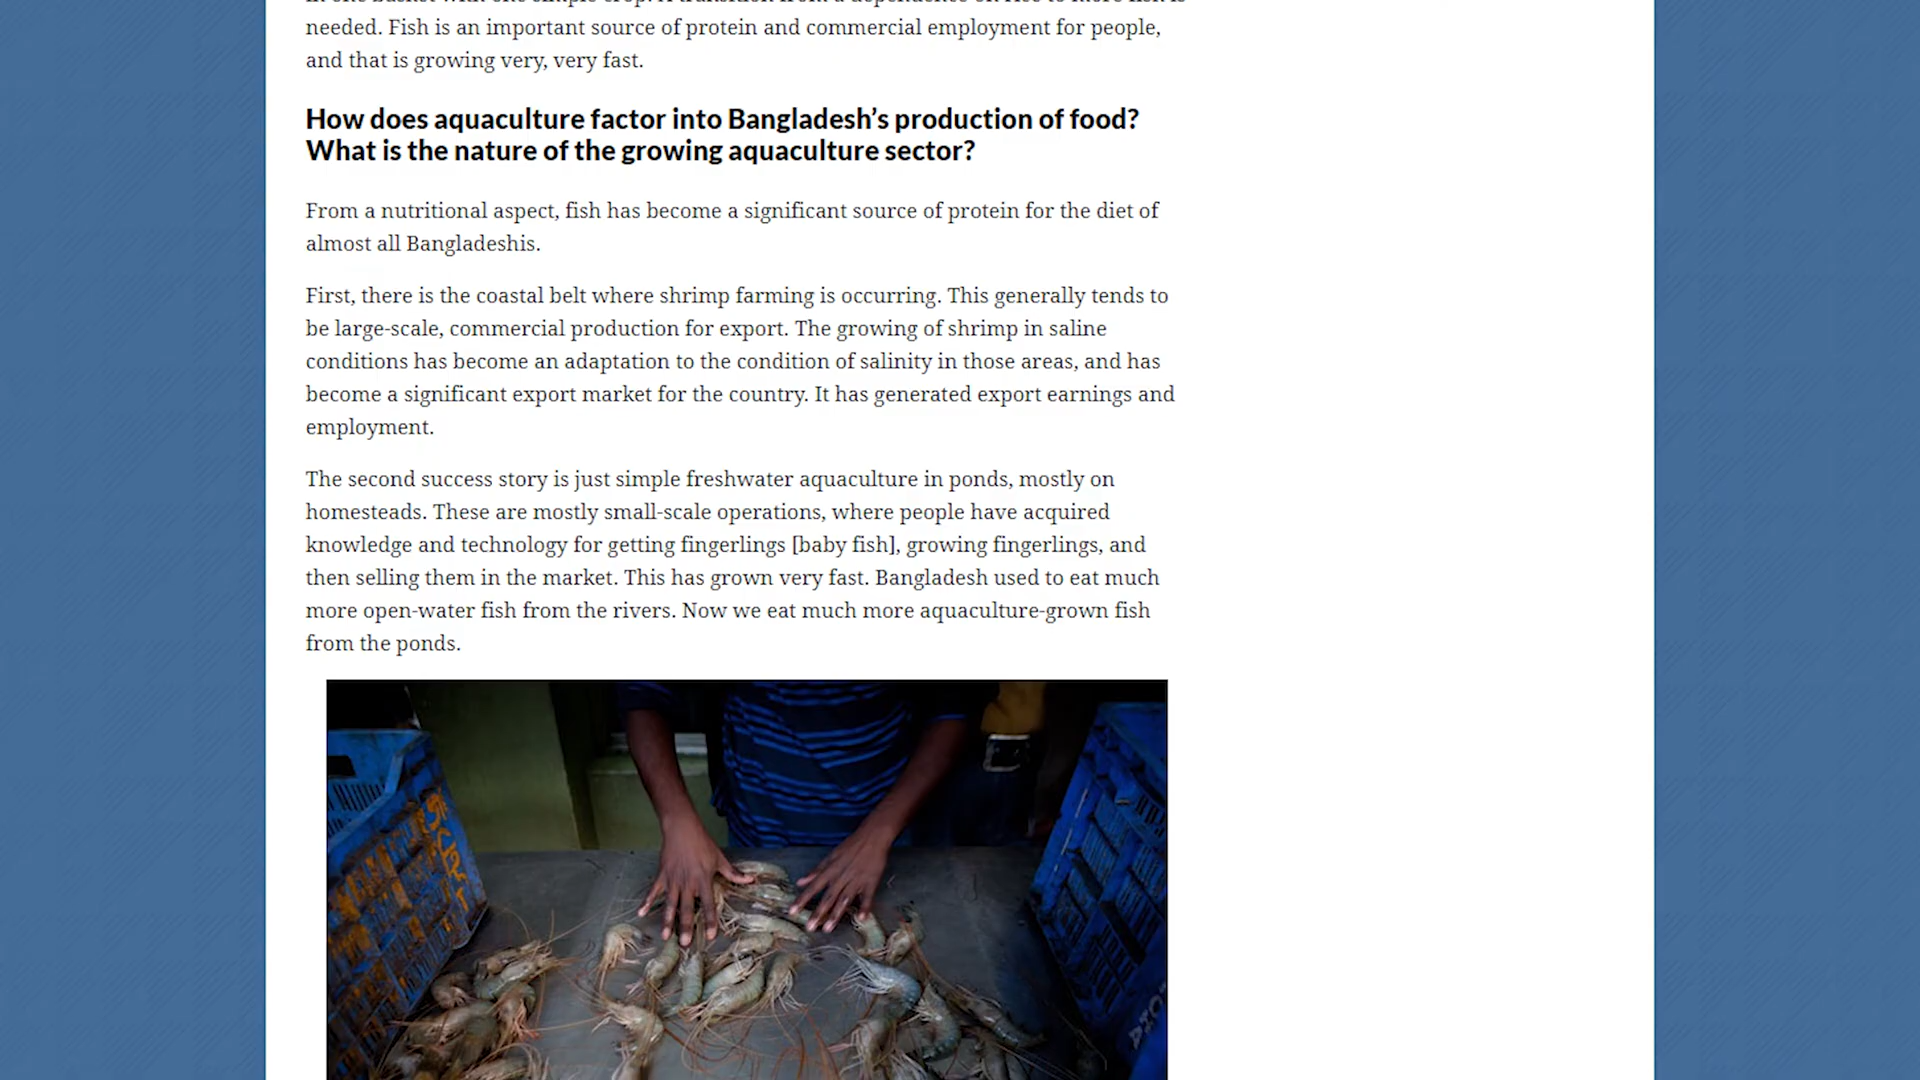 needed. Fish is an important source of protein and commercial employment for people,
and that is growing very, very fast.
How does aquaculture factor into Bangladesh’s production of food?
What is the nature of the growing aquaculture sector?
From a nutritional aspect, fish has become a significant source of protein for the diet of
almost all Bangladeshis.
First, there is the coastal belt where shrimp farming is occurring. This generally tends to
be large-scale, commercial production for export. The growing of shrimp in saline
conditions has become an adaptation to the condition of salinity in those areas, and has
become a significant export market for the country. It has generated export earnings and
employment.
The second success story is just simple freshwater aquaculture in ponds, mostly on
homesteads. These are mostly small-scale operations, where people have acquired
knowledge and technology for getting fingerlings [baby fish], growing fingerlings, and
then selling them in the market. This has grown very fast. Bangladesh used to eat much
more open-water fish from the rivers. Now we eat much more aquaculture-grown fish
from the ponds.